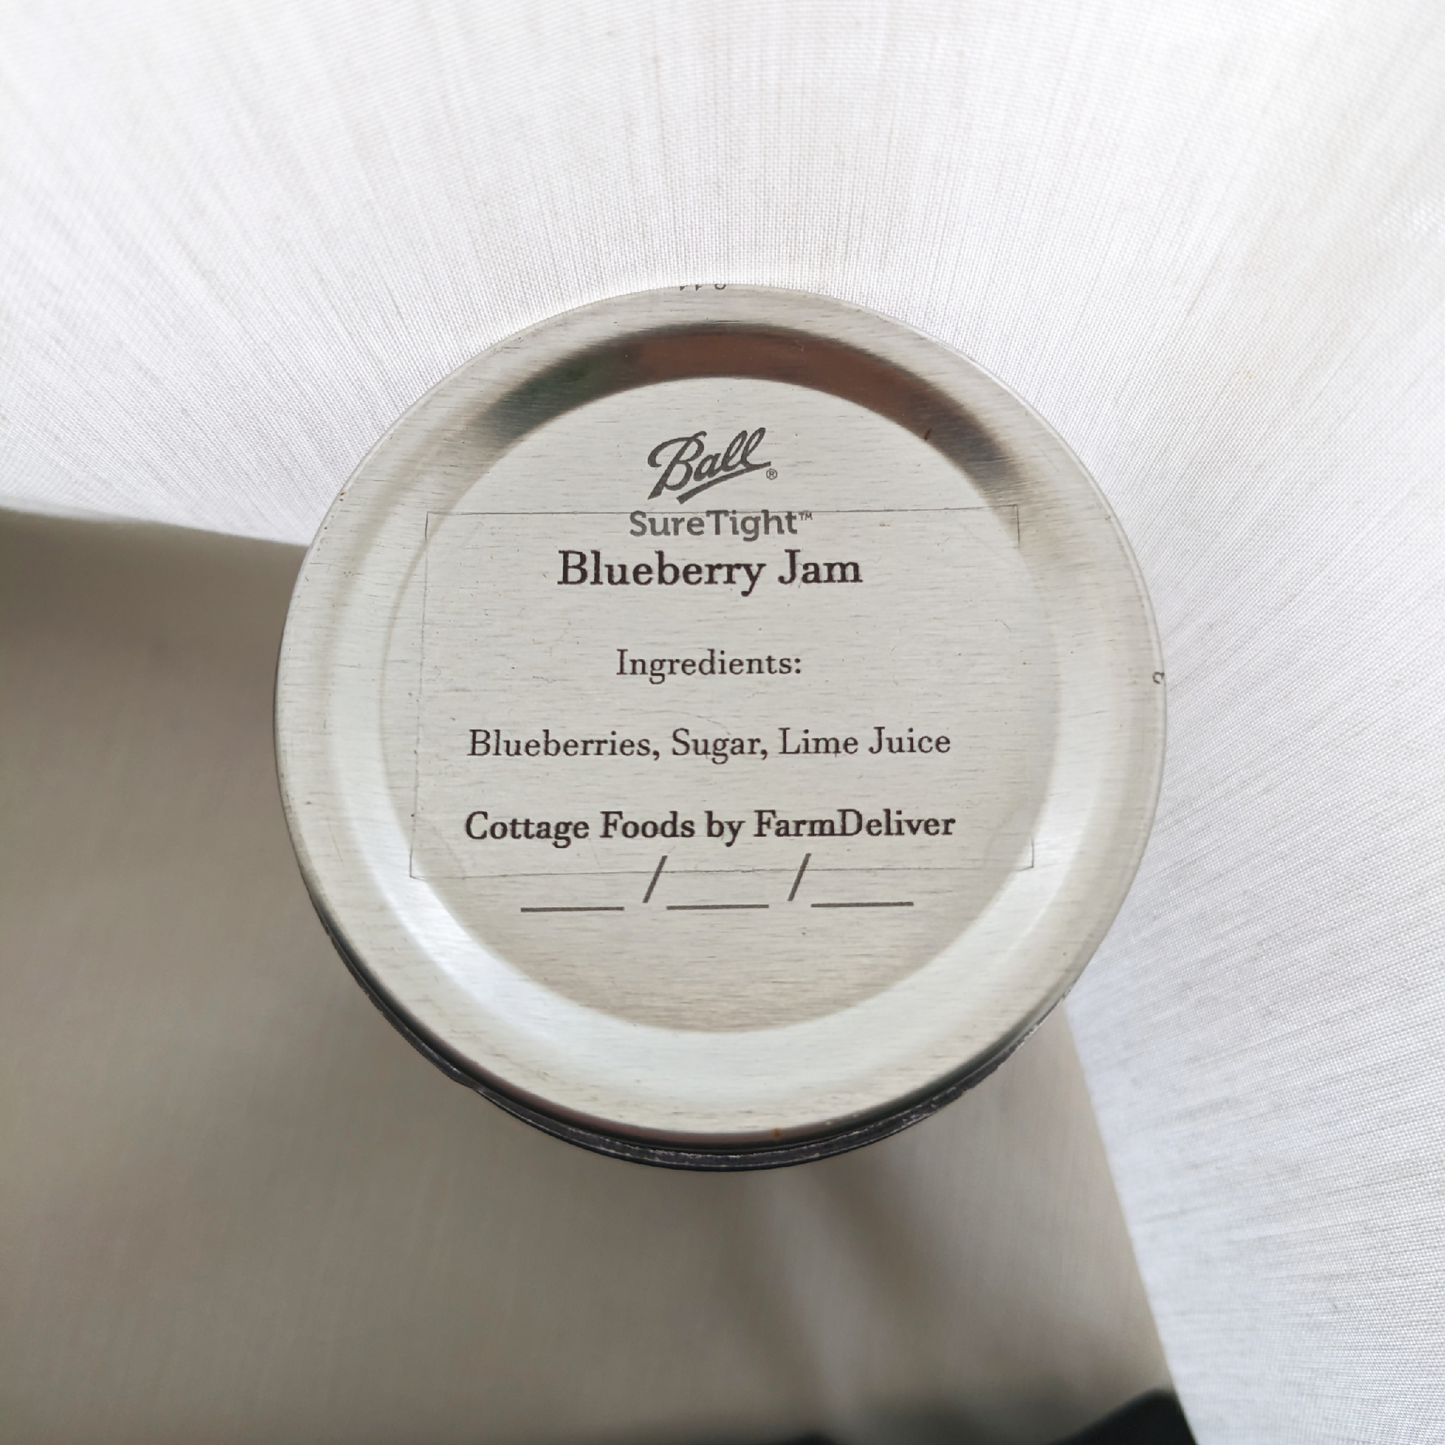 Ball®
SureTight™
Blueberry Jam
Ingredients:
Blueberries, Sugar, Lime Juice
Cottage Foods by FarmDeliver
___/___/___